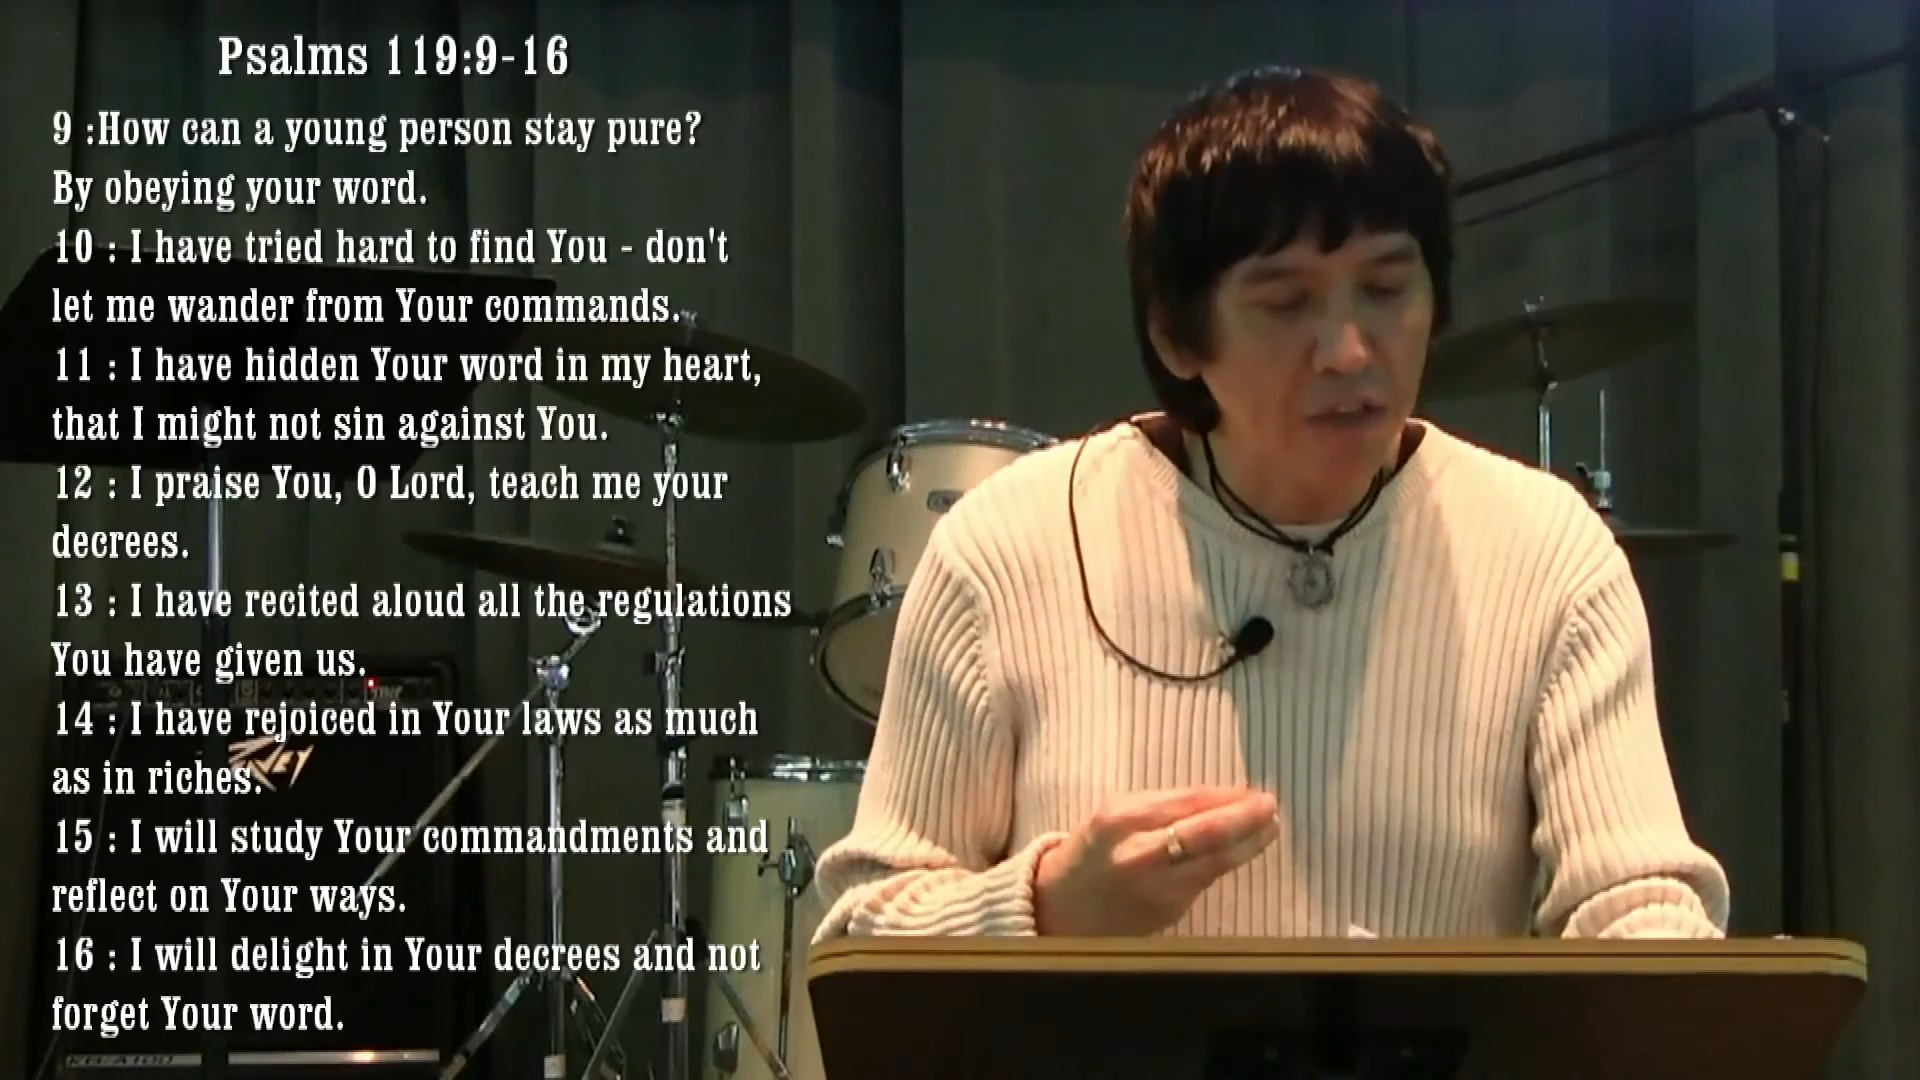 Psalms 119:9-16
9 :How can a young person stay pure?
By obeying your word.
10 : I have tried hard to find You - don't
let me wander from Your commands.
11 : I have hidden Your word in my heart,
that I might not sin against You.
12 : I praise You, O Lord, teach me your
decrees.
13 : I have recited aloud all the regulations
You have given us.
14 : I have rejoiced in Your laws as much
as in riches.
15 : I will study Your commandments and
reflect on Your ways.
16 : I will delight in Your decrees and not
forget Your word.